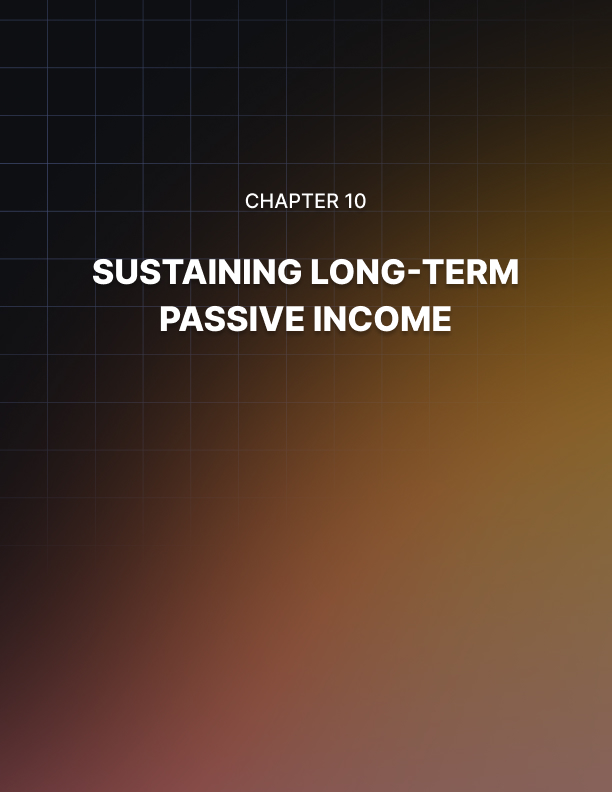 CHAPTER 10
SUSTAINING LONG-TERM
PASSIVE INCOME